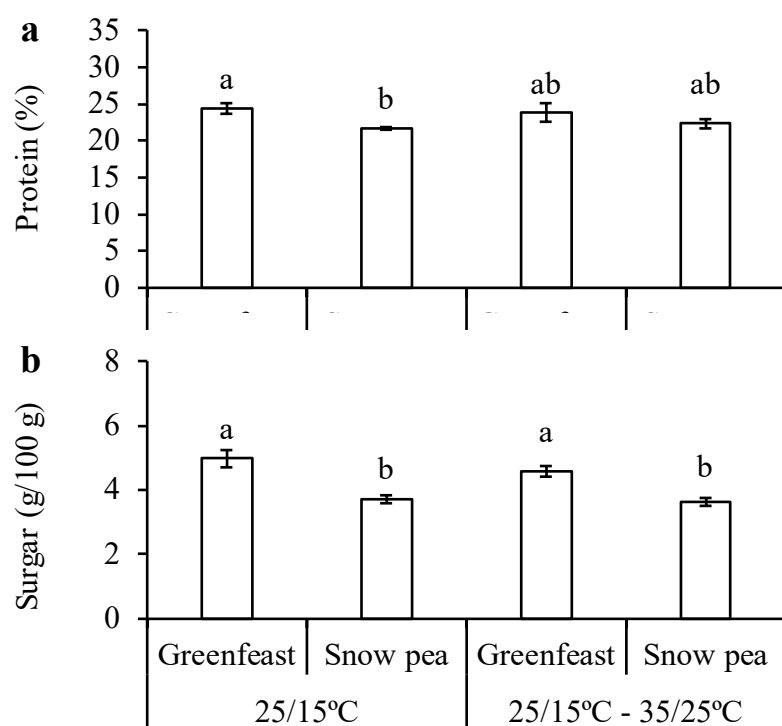 a
Protein (%)
35
30
25
20
15
10
5
0
a
b
ab
ab
b
Surgar (g/100 g)
8
6
4
2
0
a
b
a
b
Greenfeast Snow pea Greenfeast Snow pea
25/15ºC 25/15ºC - 35/25ºC